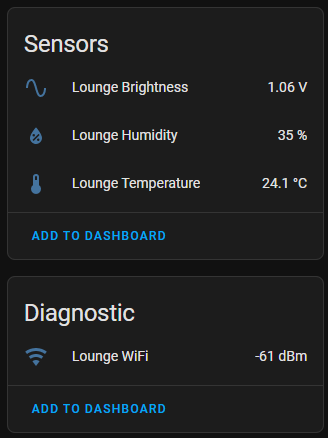 Sensors
Lounge Brightness 1.06 V
Lounge Humidity 35 %
Lounge Temperature 24.1 °C
ADD TO DASHBOARD
Diagnostic
Lounge WiFi -61 dBm
ADD TO DASHBOARD